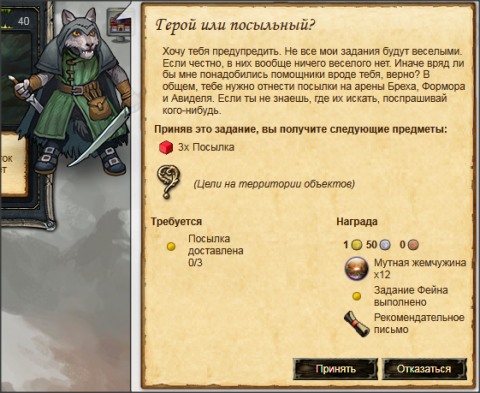 40
Герой или посыльный?
Хочу тебя предупредить. Не все мои задания будут веселыми.
Если честно, в них вообще ничего веселого нет. Иначе вряд ли
бы мне понадобились помощники вроде тебя, верно? В
общем, тебе нужно отнести посылки на арены Бреха, Формора
и Авиделя. Если ты не знаешь, где их искать, поспрашивай
кого-нибудь.
Приняв это задание, вы получите следующие предметы:
3x Посылка
(Цели на территории объектов)
Требуется
Посылка
доставлена
0/3
Награда
1 50 0
Мутная жемчужина
x12
Задание Фейна
выполнено
Рекомендательное
письмо
Принять Отказаться